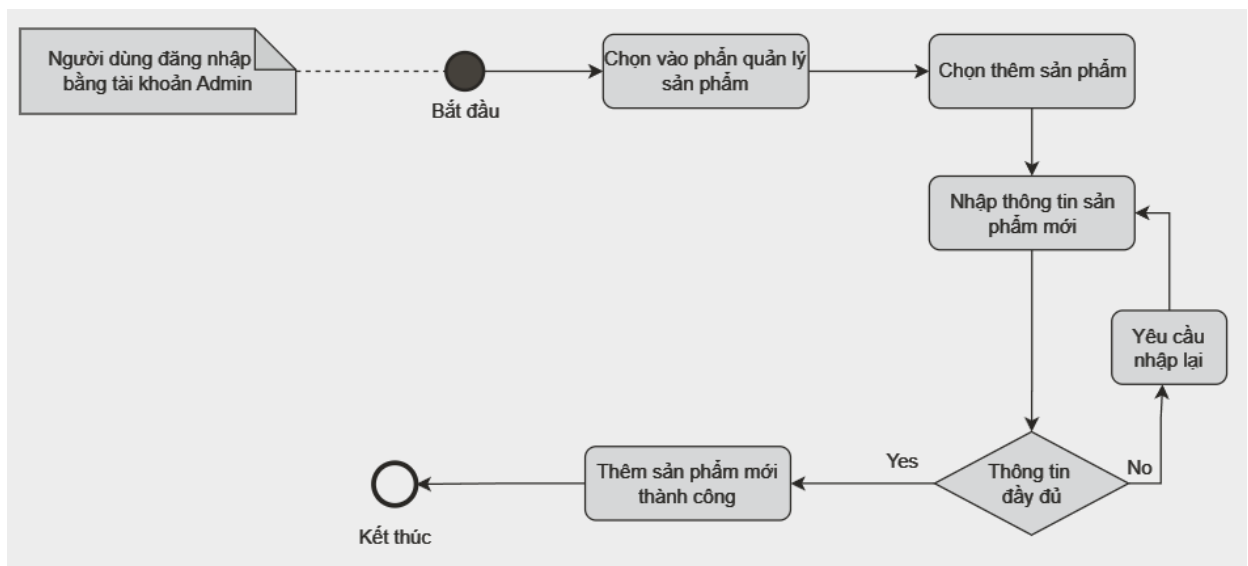 Người dùng đăng nhập
bằng tài khoản Admin
Bắt đầu
Chọn vào phần quản lý
sản phẩm
Chọn thêm sản phẩm
Nhập thông tin sản
phẩm mới
Yêu cầu
nhập lại
Thông tin
đầy đủ
No
Yes
Thêm sản phẩm mới
thành công
Kết thúc